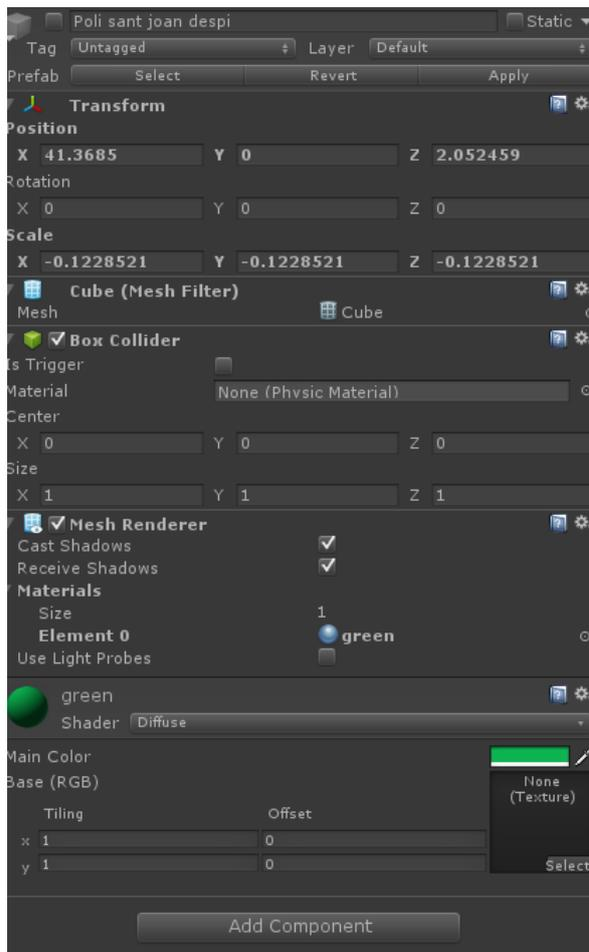 Poli sant joan despi Static
Tag Untagged Layer Default
Prefab Select Revert Apply
Transform
Position
X 41.3685 Y 0 Z 2.052459
Rotation
X 0 Y 0 Z 0
Scale
X -0.1228521 Y -0.1228521 Z -0.1228521
Cube (Mesh Filter)
Mesh Cube
Box Collider
Is Trigger
Material None (Physic Material)
Center
X 0 Y 0 Z 0
Size
X 1 Y 1 Z 1
Mesh Renderer
Cast Shadows
Receive Shadows
Materials
Size 1
Element 0 green
Use Light Probes
green
Shader Diffuse
Main Color
Base (RGB) None
(Texture)
Tiling Offset
x 1 0
y 1 0
Select
Add Component